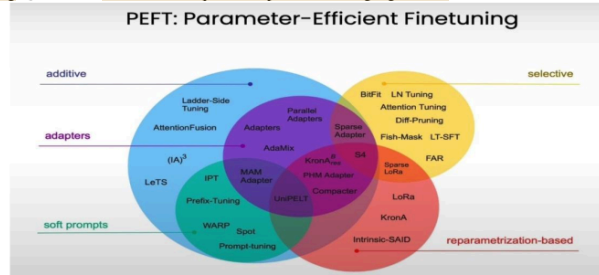 PEFT: Parameter-Efficient Finetuning
additive
selective
BitFit LN Tuning
Attention Tuning
Diff-Pruning
Fish-Mask LT-SFT
FAR
Ladder-Side
Tuning
AttentionFusion
(IA)³
LeTS
adapters
Parallel
Adapters
Adapters
Sparse
Adapter
AdaMix
S4
PHM Adapter
Compacter
MAM
Adapter
UniPELT
Sparse
LoRa
LoRa
KronA
Intrinsic-SAID
reparametrization-based
IPT
Prefix-Tuning
WARP
Spot
Prompt-tuning
soft prompts